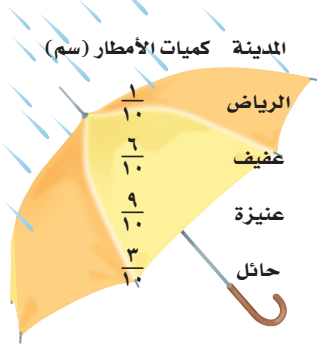 المدينة كميات الأمطار (سم)
الرياض ١/١٠
عفيف ٦/١٠
عنيزة ٩/١٠
حائل ٣/١٠